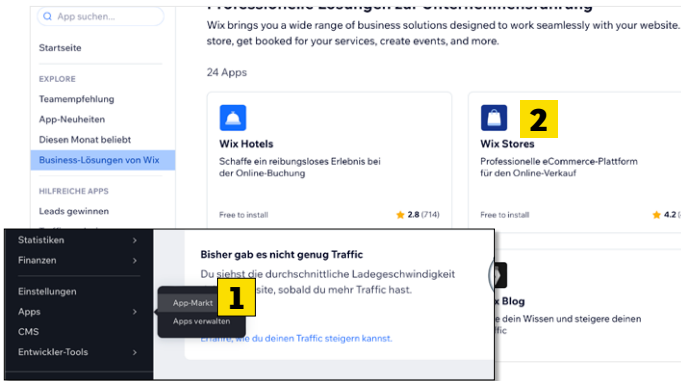 App suchen...
Startseite
EXPLORE
Teamempfehlung
App-Neuheiten
Diesen Monat beliebt
Business-Lösungen von Wix
HILFREICHE APPS
Leads gewinnen
Professionelle Lösungen zur Unternehmensführung
Wix brings you a wide range of business solutions designed to work seamlessly with your website.
store, get booked for your services, create events, and more.
24 Apps
Wix Hotels
Schaffe ein reibungsloses Erlebnis bei
der Online-Buchung
Free to install
2.8 (714)
2
Wix Stores
Professionelle eCommerce-Plattform
für den Online-Verkauf
Free to install
4.2
Blog
dein Wissen und steigere deinen
Statistiken
Finanzen
Einstellungen
Apps
CMS
Entwickler-Tools
App-Markt
Apps verwalten
1
Bisher gab es nicht genug Traffic
Du siehst die durchschnittliche Ladegeschwindigkeit
site, sobald du mehr Traffic hast.
Erfahre, wie du deinen Traffic steigern kannst.